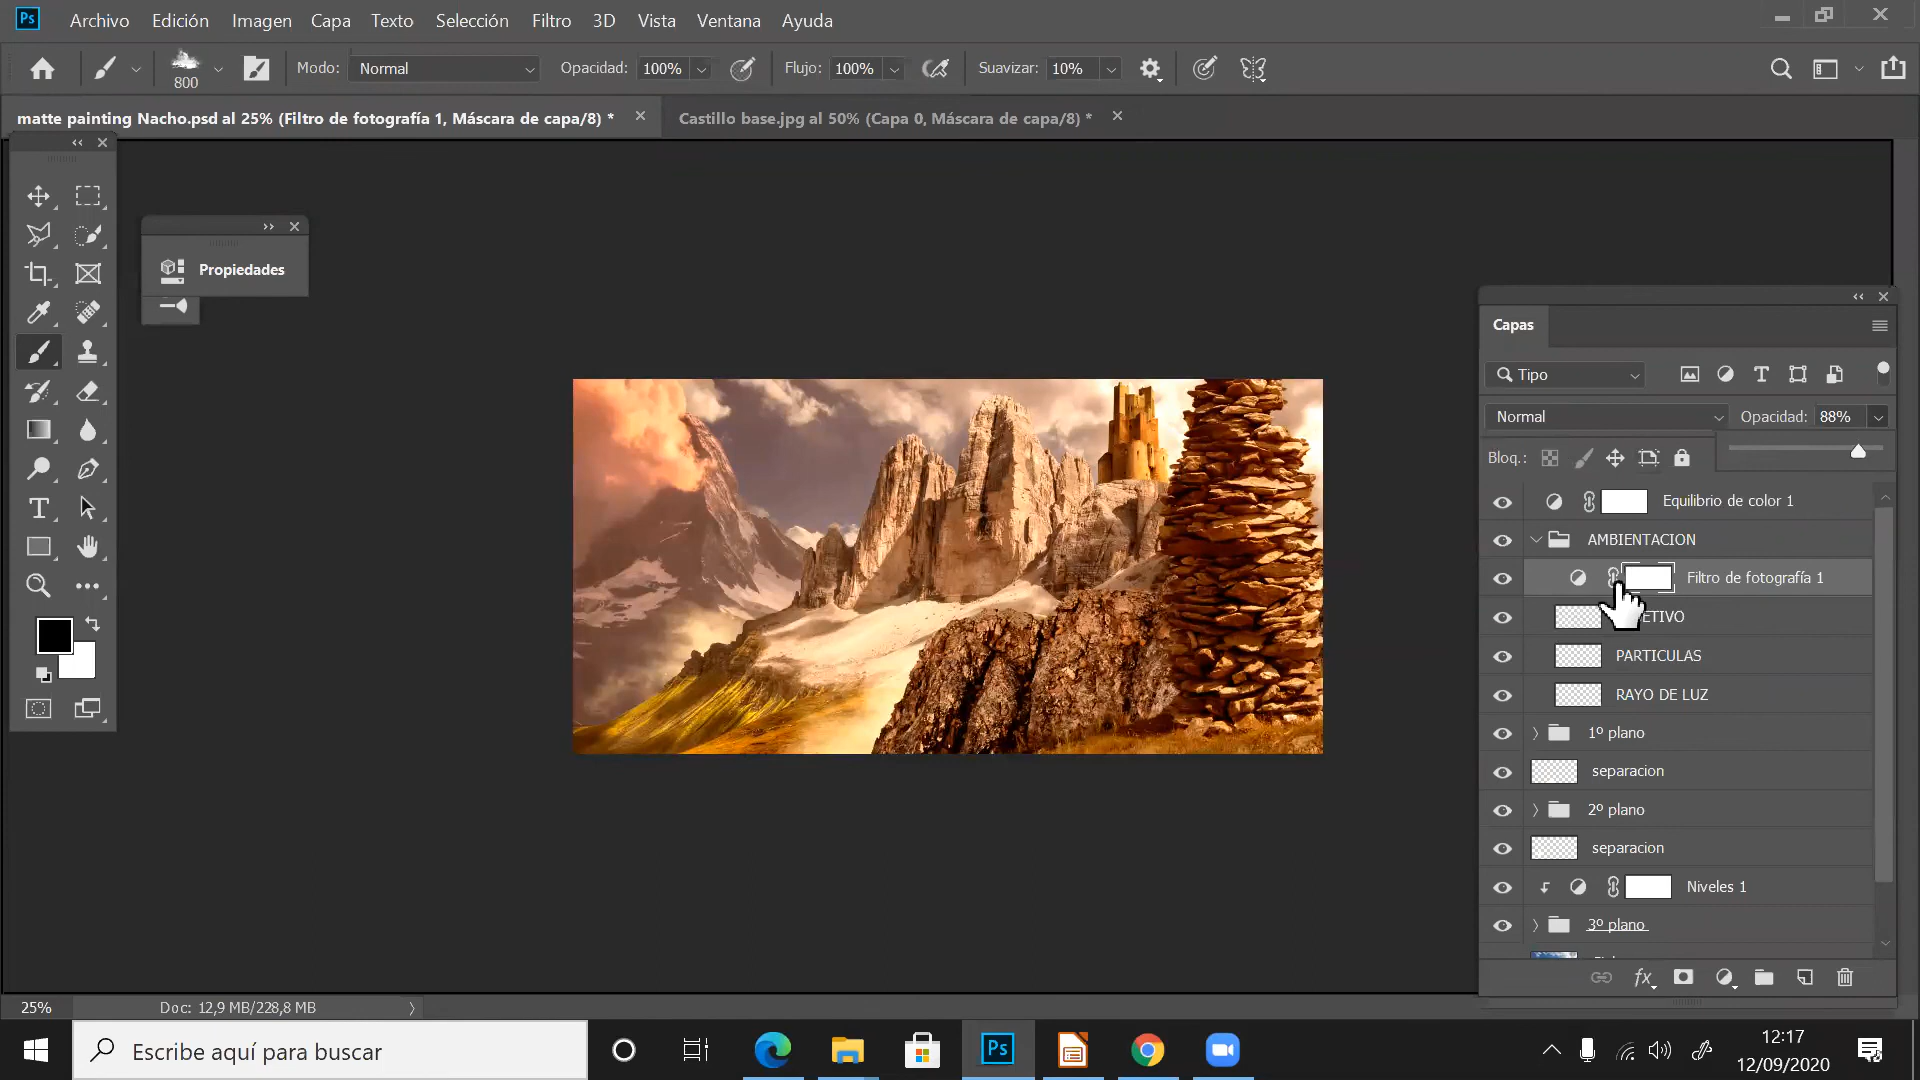 Ps Archivo Edición Imagen Capa Texto Selección Filtro 3D Vista Ventana Ayuda
800 Modo: Normal Opacidad: 100% Flujo: 100% Suavizar: 10%
matte painting Nacho.psd al 25% (Filtro de fotografía 1, Máscara de capa/8) * Castillo base.jpg al 50% (Capa 0, Máscara de capa/8) *
Propiedades
Capas
Tipo
Normal Opacidad: 88%
Bloq.:
Equilibrio de color 1
AMBIENTACION
Filtro de fotografía 1
ETIVO
PARTICULAS
RAYO DE LUZ
1º plano
separacion
2º plano
separacion
Niveles 1
3º plano
fx
25% Doc: 12,9 MB/228,8 MB
Escribe aquí para buscar
Ps
12:17
12/09/2020